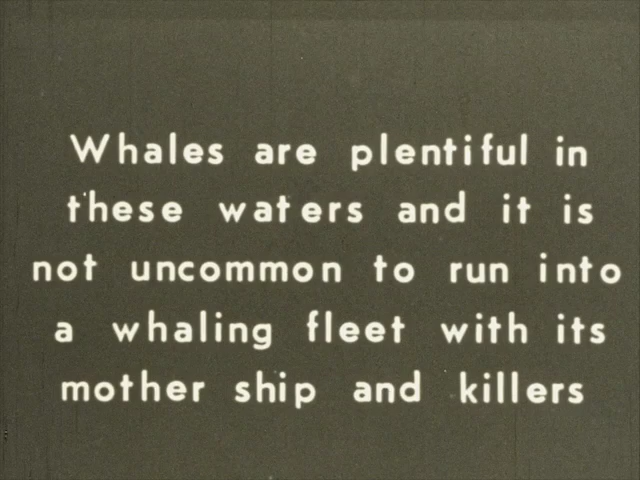 Whales are plentiful in
these waters and it is
not uncommon to run into
a whaling fleet with its
mother ship and killers